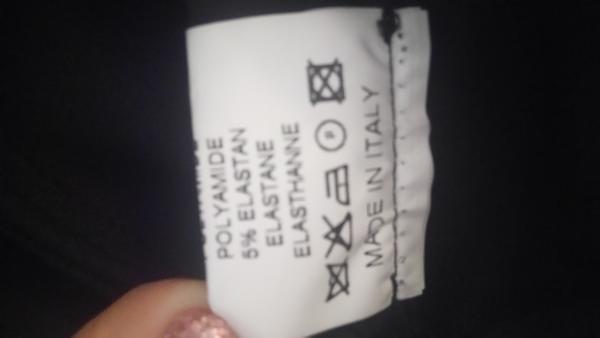 POLYAMIDE
5% ELASTAN
ELASTANE
ELASTHANNE
P
MADE IN ITALY